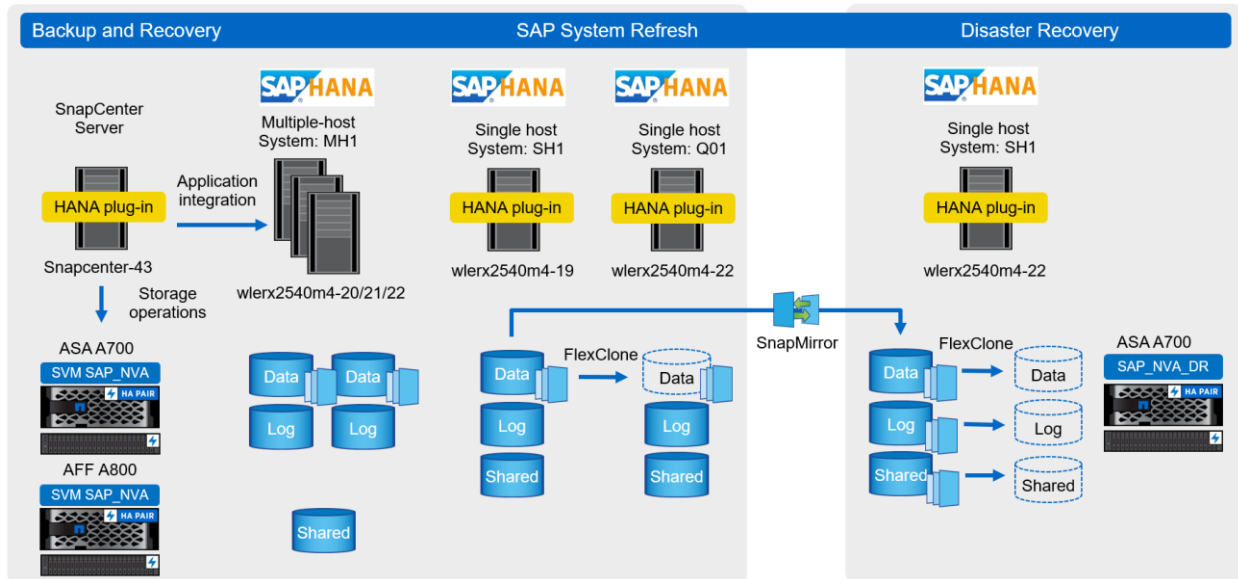 Backup and Recovery
SAP System Refresh
Disaster Recovery
SnapCenter
Server
HANA plug-in
Snapcenter-43
Application
integration
Storage
operations
SAP HANA
Multiple-host
System: MH1
wlerx2540m4-20/21/22
SAP HANA
Single host
System: SH1
HANA plug-in
wlerx2540m4-19
SAP HANA
Single host
System: Q01
HANA plug-in
wlerx2540m4-22
SAP HANA
Single host
System: SH1
HANA plug-in
wlerx2540m4-22
ASA A700
SVM SAP_NVA
HA PAIR
AFF A800
SVM SAP_NVA
HA PAIR
Data
Data
Log
Log
Shared
Data
FlexClone
Data
Log
Log
Shared
Shared
SnapMirror
Data
FlexClone
Data
Log
Log
Shared
Shared
ASA A700
SAP_NVA_DR
HA PAIR